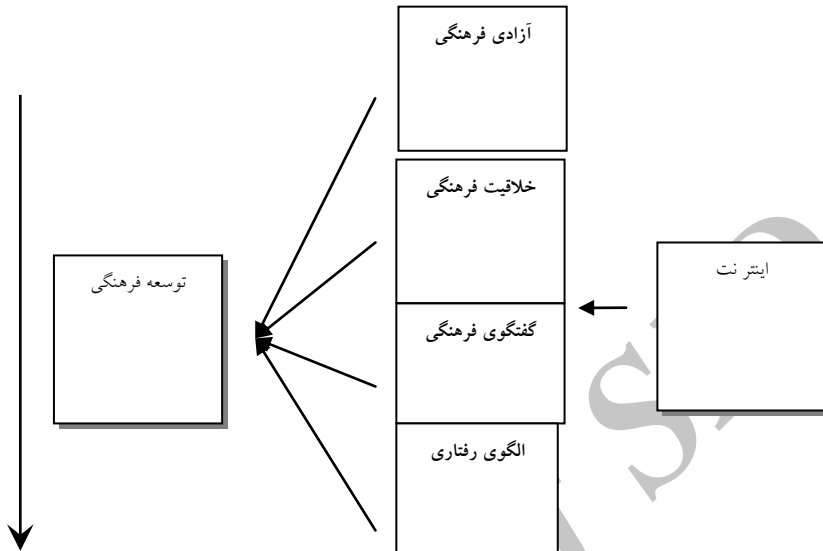 آزادی فرهنگی
خلاقیت فرهنگی
اینتر نت
توسعه فرهنگی
گفتگوی فرهنگی
الگوی رفتاری